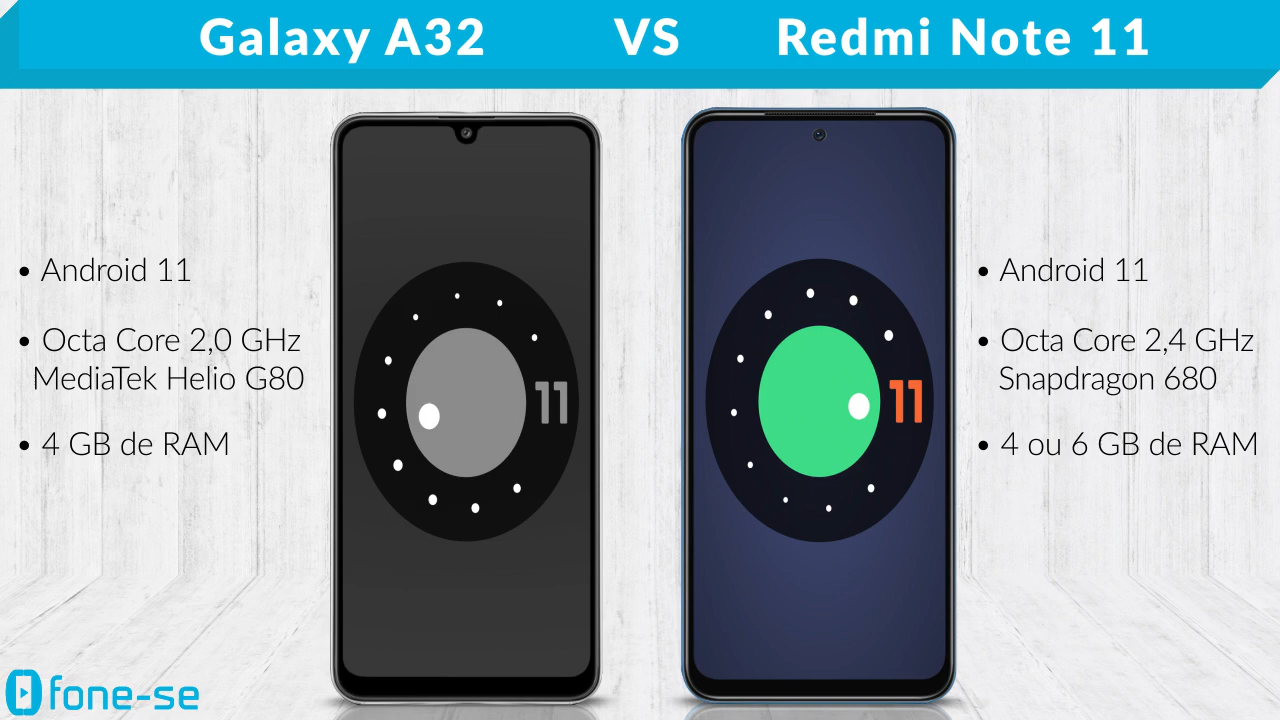 Galaxy A32 VS Redmi Note 11
• Android 11
• Octa Core 2,0 GHz
MediaTek Helio G80
• 4 GB de RAM
11
11
• Android 11
• Octa Core 2,4 GHz
Snapdragon 680
• 4 ou 6 GB de RAM
fone-se